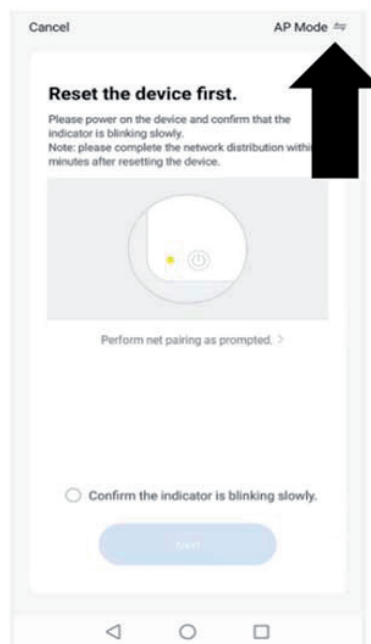 Cancel
AP Mode
Reset the device first.
Please power on the device and confirm that the
indicator is blinking slowly.
Note: please complete the network distribution
minutes after resetting the device.
Perform net pairing as prompted.
Confirm the indicator is blinking slowly.
Next